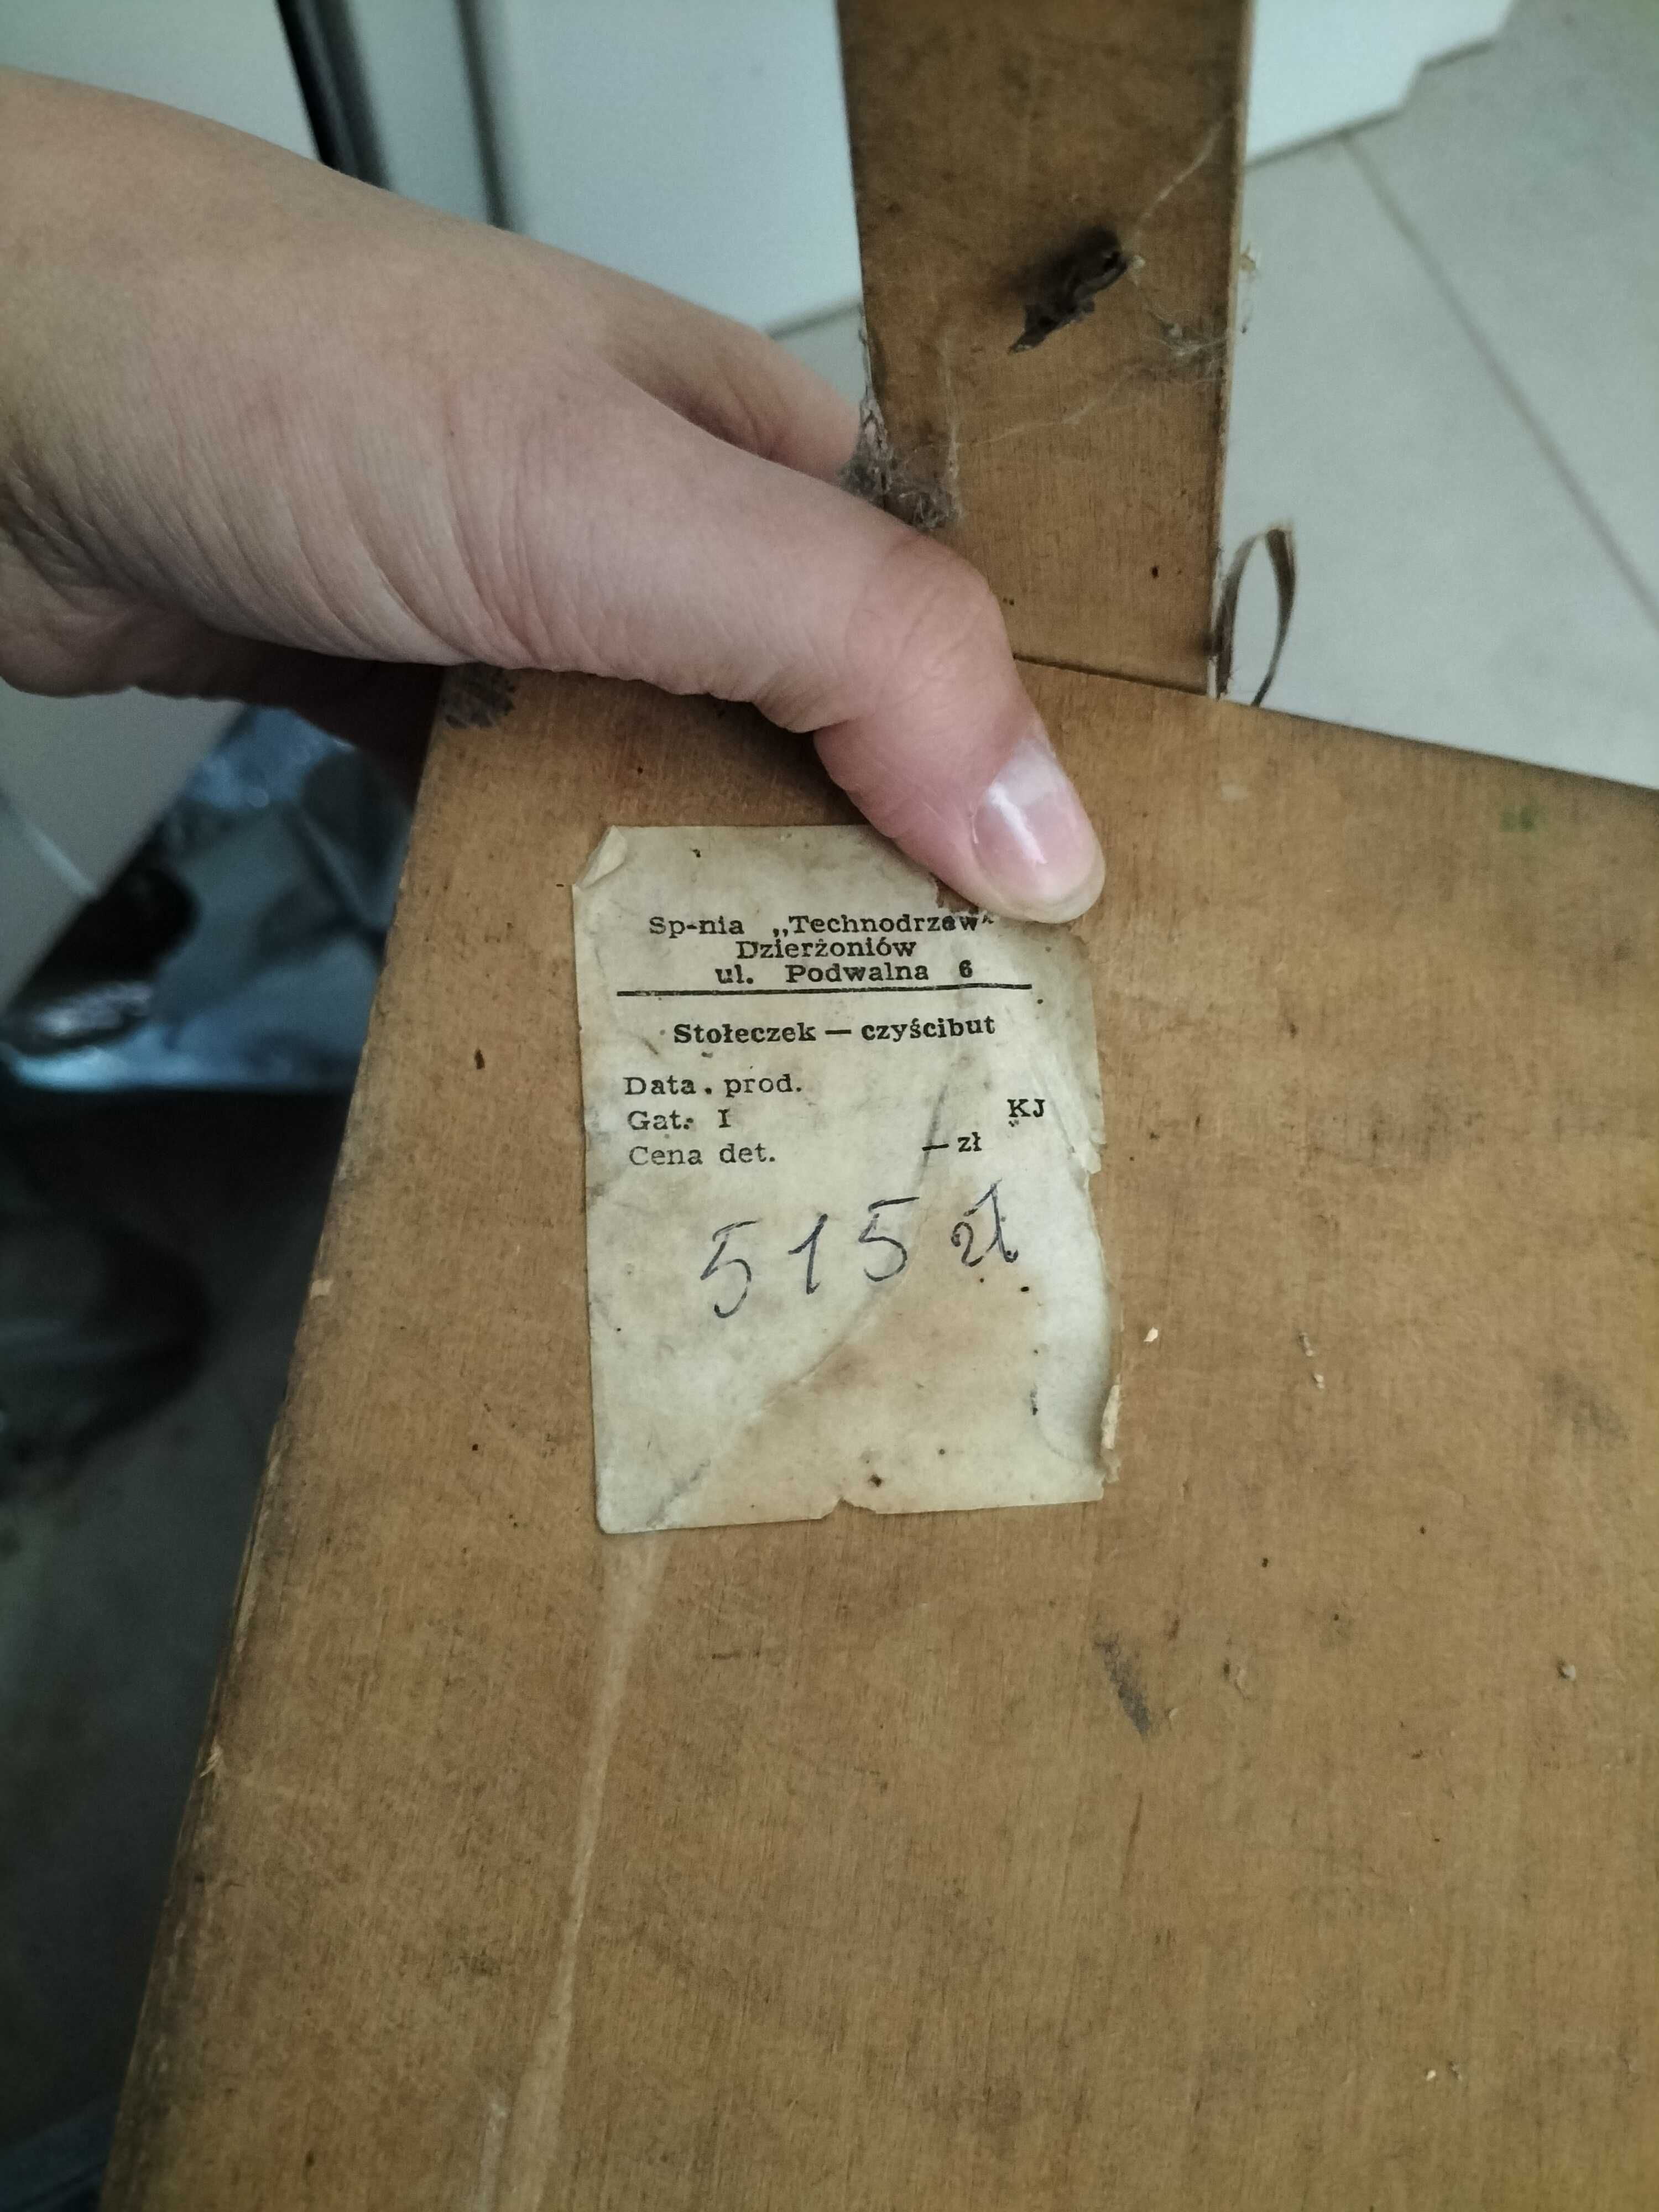 Sp-nia „Technodrzew"
Dzierżoniów
ul. Podwalna 6
Stołeczek — czyścibut
Data . prod.
Gat. I KJ
Cena det. — zł
515 zł